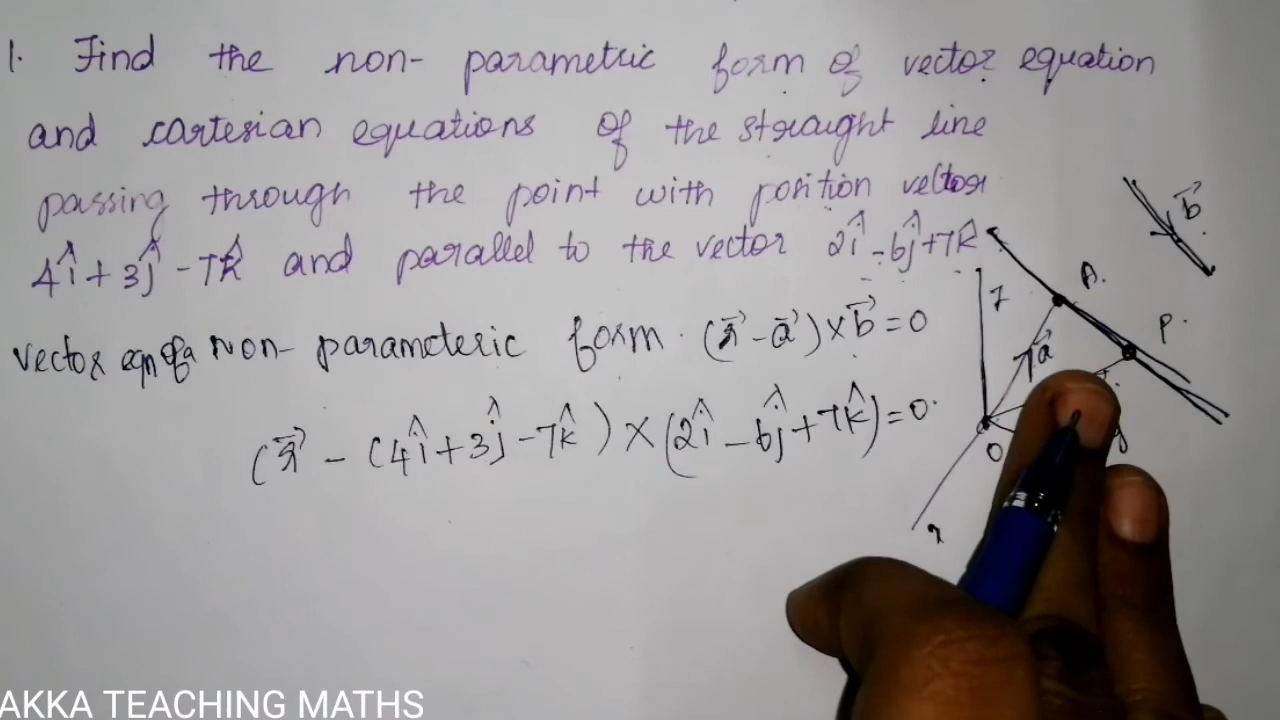 1. Find the non-parametric form of vector equation
and cartesian equations of the straight line
passing through the point with position vector
4î + 3ĵ - 7k̂ and parallel to the vector 2î - 6ĵ + 7k̂
vector eqn of a non-parameteric form. (r⃗ - a⃗) × b⃗ = 0
(r⃗ - (4î + 3ĵ - 7k̂) × (2î - 6ĵ + 7k̂) = 0.
b⃗
A.
z
P.
a⃗
O
y
x
AKKA TEACHING MATHS